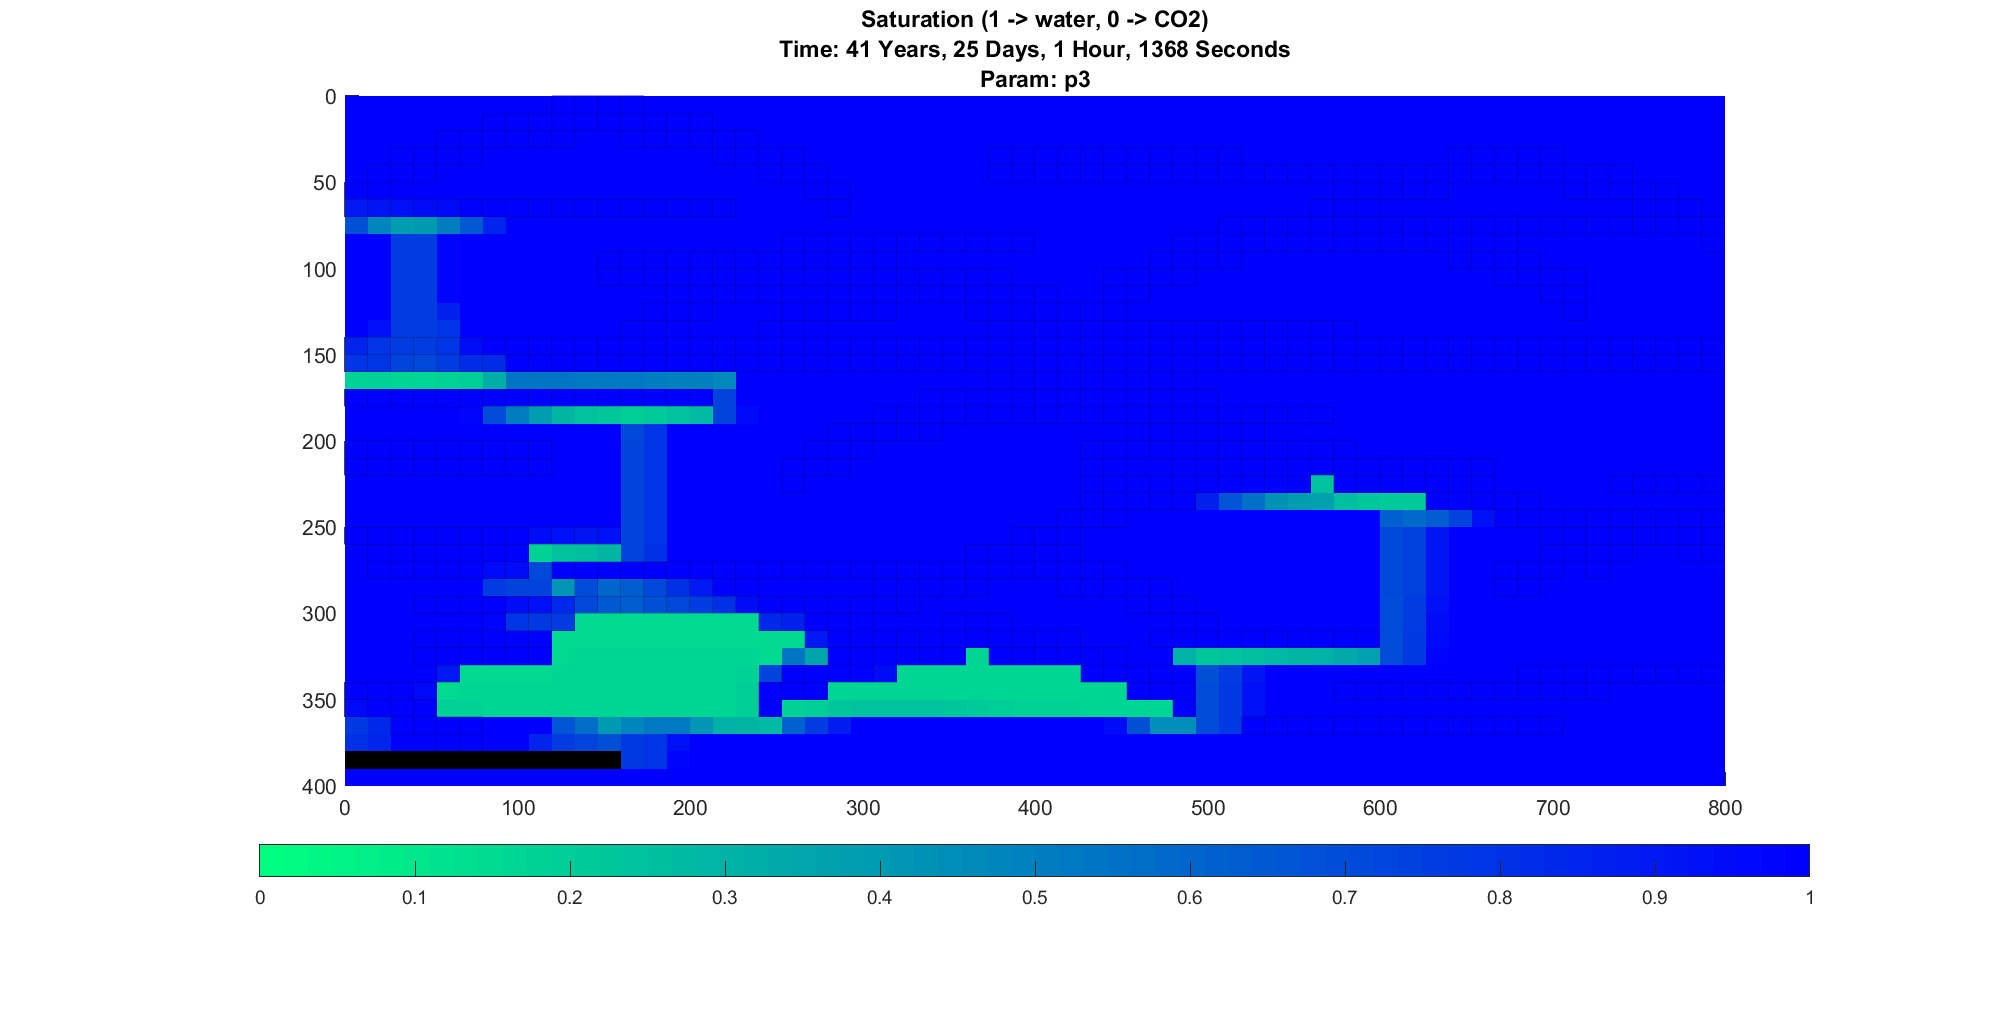 Saturation (1 -> water, 0 -> CO2)
Time: 41 Years, 25 Days, 1 Hour, 1368 Seconds
Param: p3
0
50
100
150
200
250
300
350
400
0 100 200 300 400 500 600 700 800
0 0.1 0.2 0.3 0.4 0.5 0.6 0.7 0.8 0.9 1